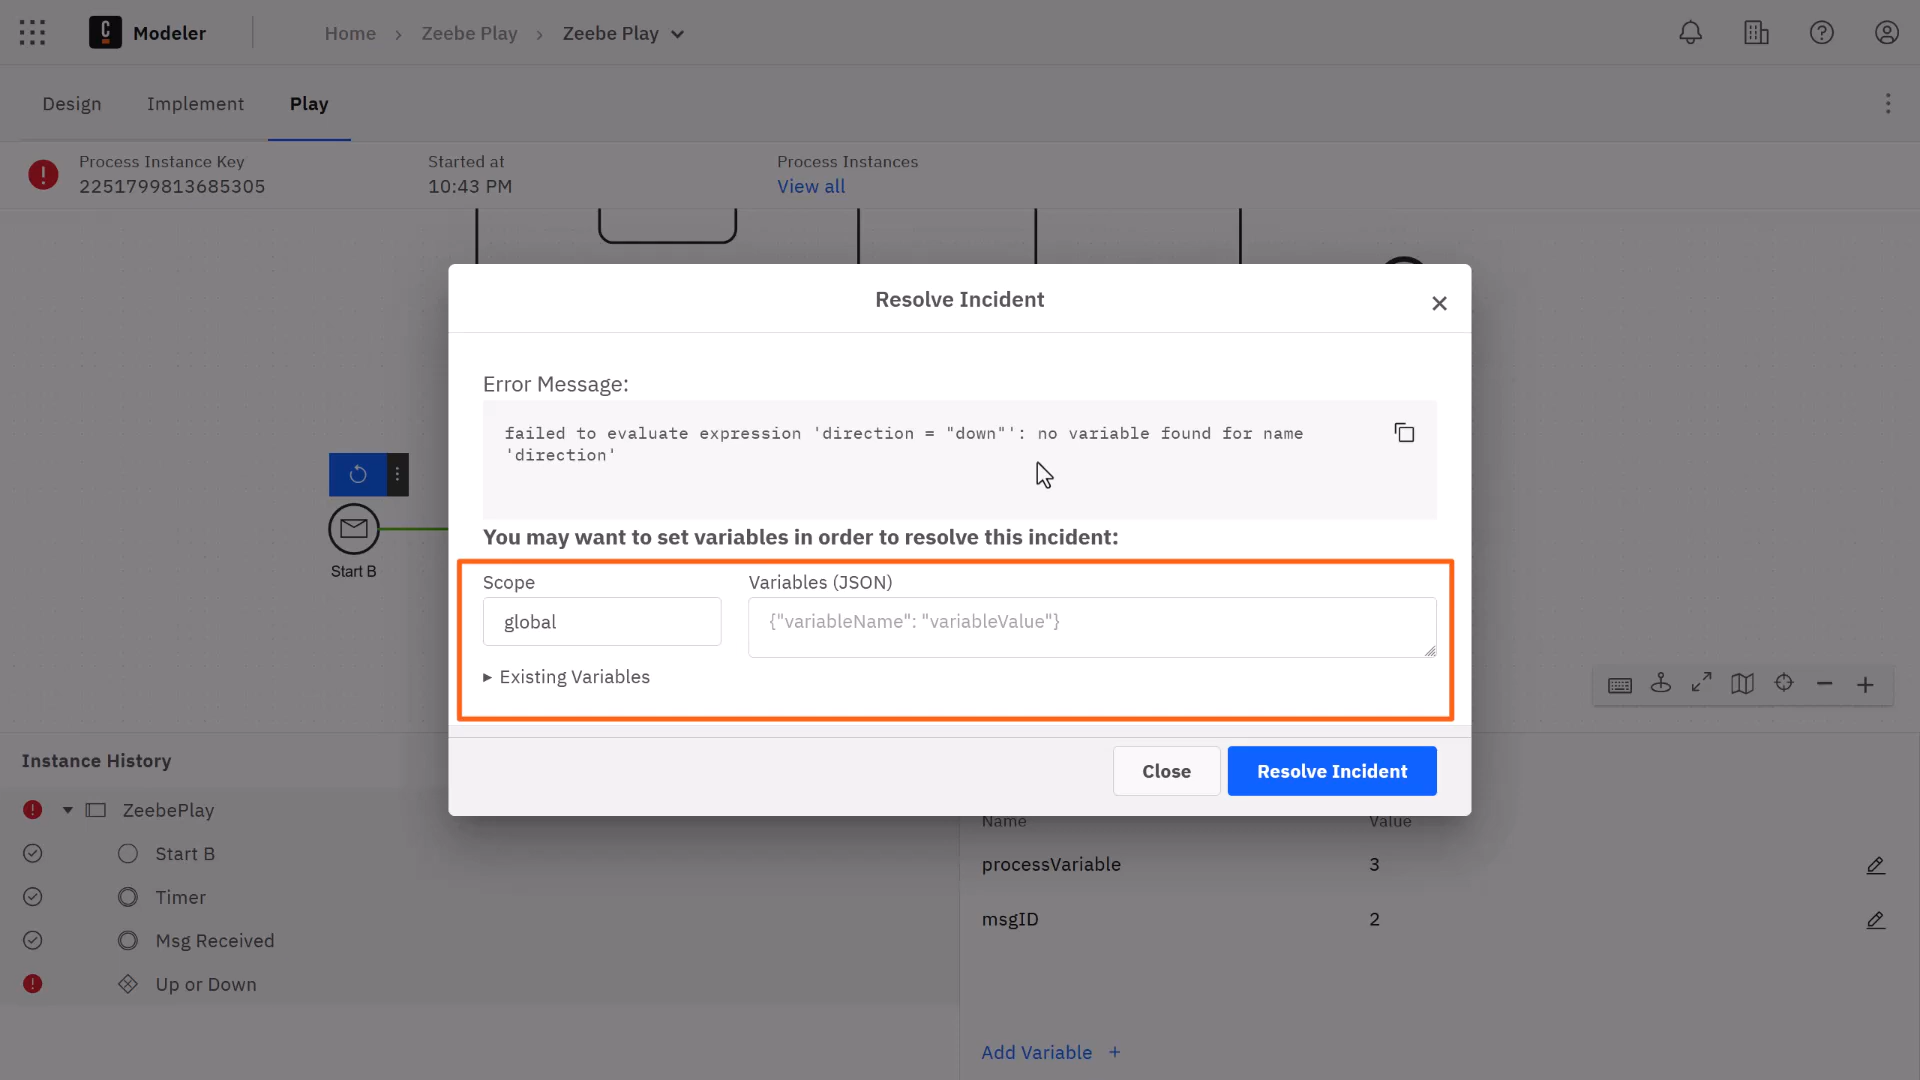 C Modeler
Home › Zeebe Play › Zeebe Play
Design Implement Play
Process Instance Key Started at Process Instances
2251799813685305 10:43 PM View all
Resolve Incident
Error Message:
failed to evaluate expression 'direction = "down"': no variable found for name
'direction'
You may want to set variables in order to resolve this incident:
Scope Variables (JSON)
global {"variableName": "variableValue"}
Existing Variables
Close Resolve Incident
Start B
Instance History
ZeebePlay
Start B
Timer
Msg Received
Up or Down
Name Value
processVariable 3
msgID 2
Add Variable +